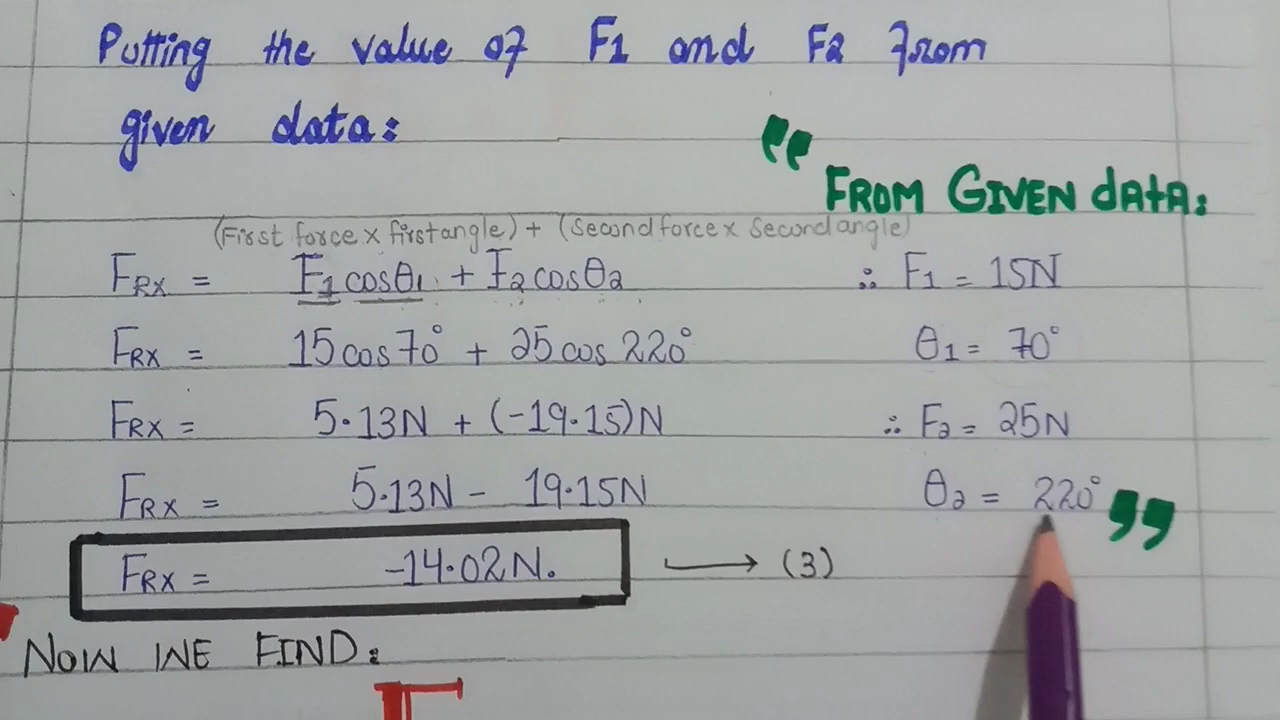 Putting the value of F1 and F2 from
given data:
"
FROM GIVEN data:
(First force x first angle) + (Second force x Second angle)
FRX = F1 cosθ1 + F2 cosθ2 ∴ F1 = 15N
FRX = 15 cos 70° + 25 cos 220° θ1 = 70°
FRX = 5.13N + (-19.15)N ∴ F2 = 25N
FRX = 5.13N - 19.15N θ2 = 220° "
FRX = -14.02N. ⟶ (3)
NOW WE FIND: